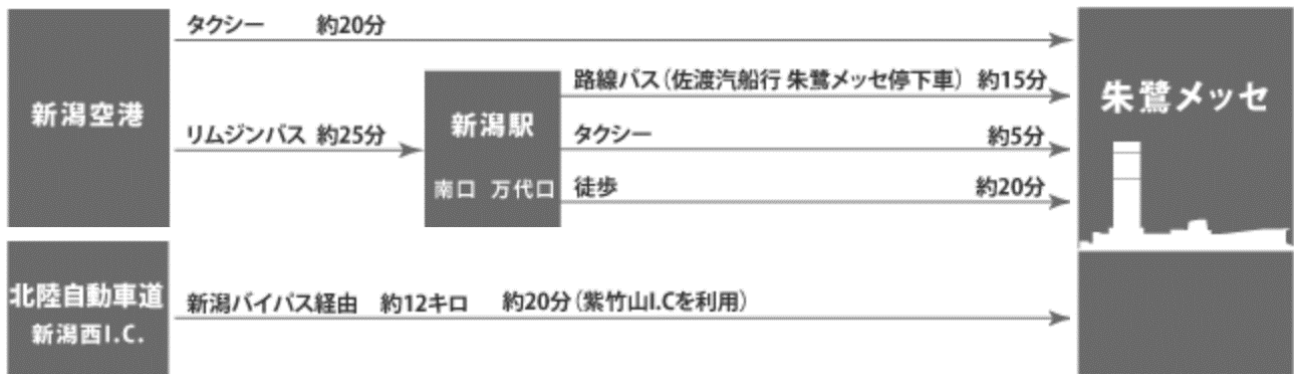 タクシー 約20分
新潟空港
リムジンバス 約25分
新潟駅
南口 万代口
路線バス（佐渡汽船行 朱鷺メッセ停下車） 約15分
タクシー 約5分
徒歩 約20分
朱鷺メッセ
北陸自動車道
新潟西I.C.
新潟バイパス経由 約12キロ 約20分（紫竹山I.Cを利用）